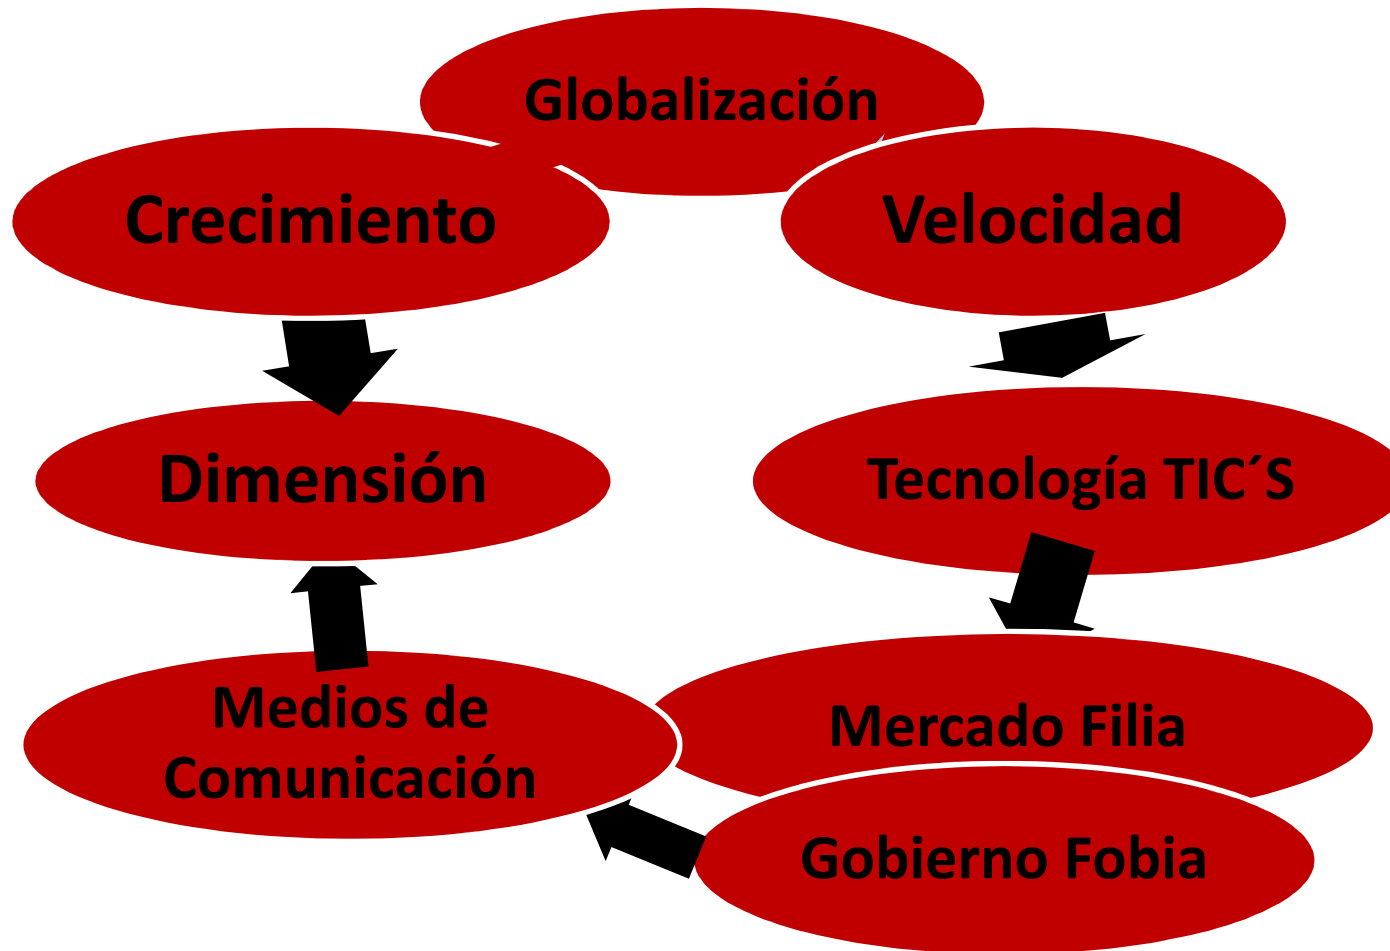 Globalización
Crecimiento
Velocidad
Dimensión
Tecnología TIC´S
Medios de
Comunicación
Mercado Filia
Gobierno Fobia